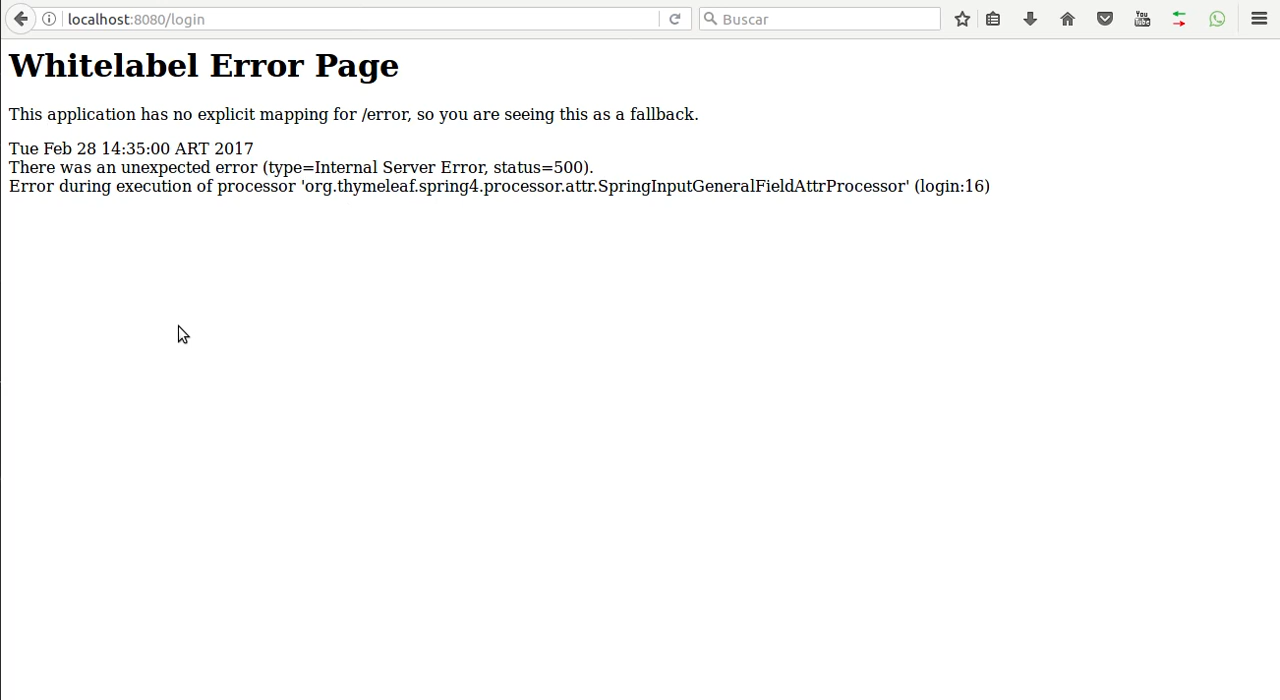 localhost:8080/login
Buscar
You
Tube
Whitelabel Error Page
This application has no explicit mapping for /error, so you are seeing this as a fallback.
Tue Feb 28 14:35:00 ART 2017
There was an unexpected error (type=Internal Server Error, status=500).
Error during execution of processor 'org.thymeleaf.spring4.processor.attr.SpringInputGeneralFieldAttrProcessor' (login:16)